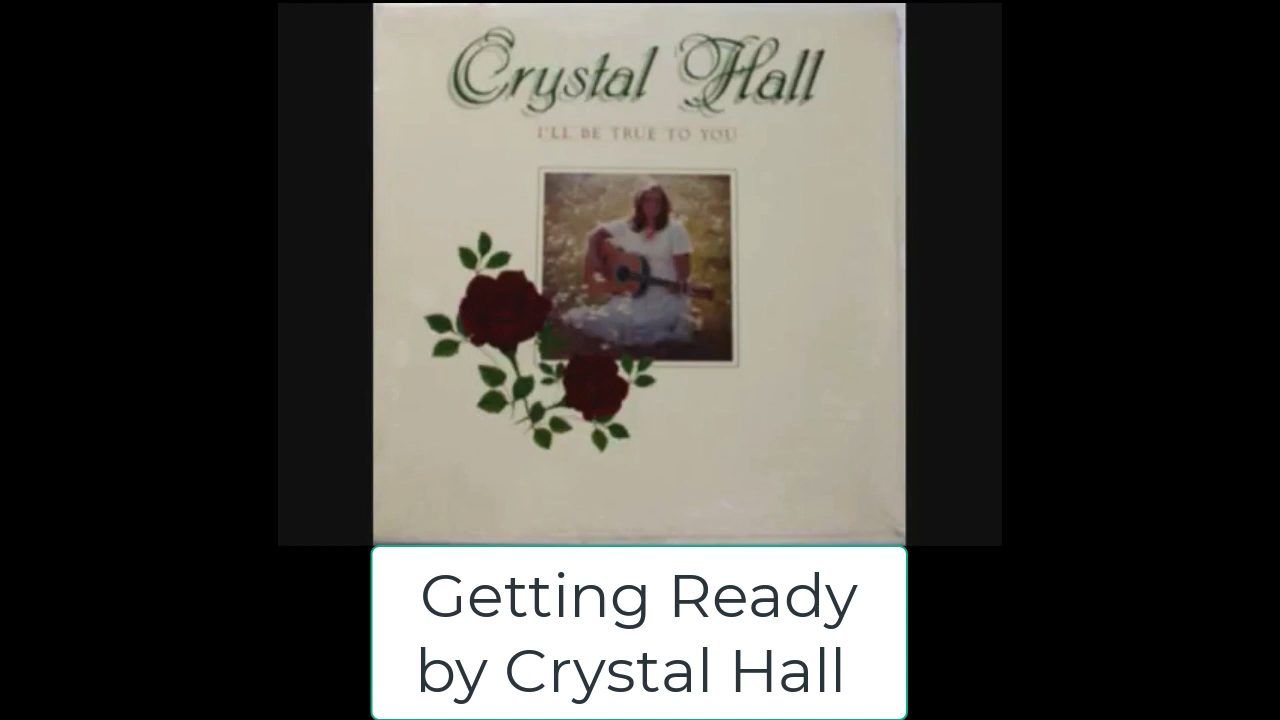 Crystal Hall
I'LL BE TRUE TO YOU
Getting Ready
by Crystal Hall